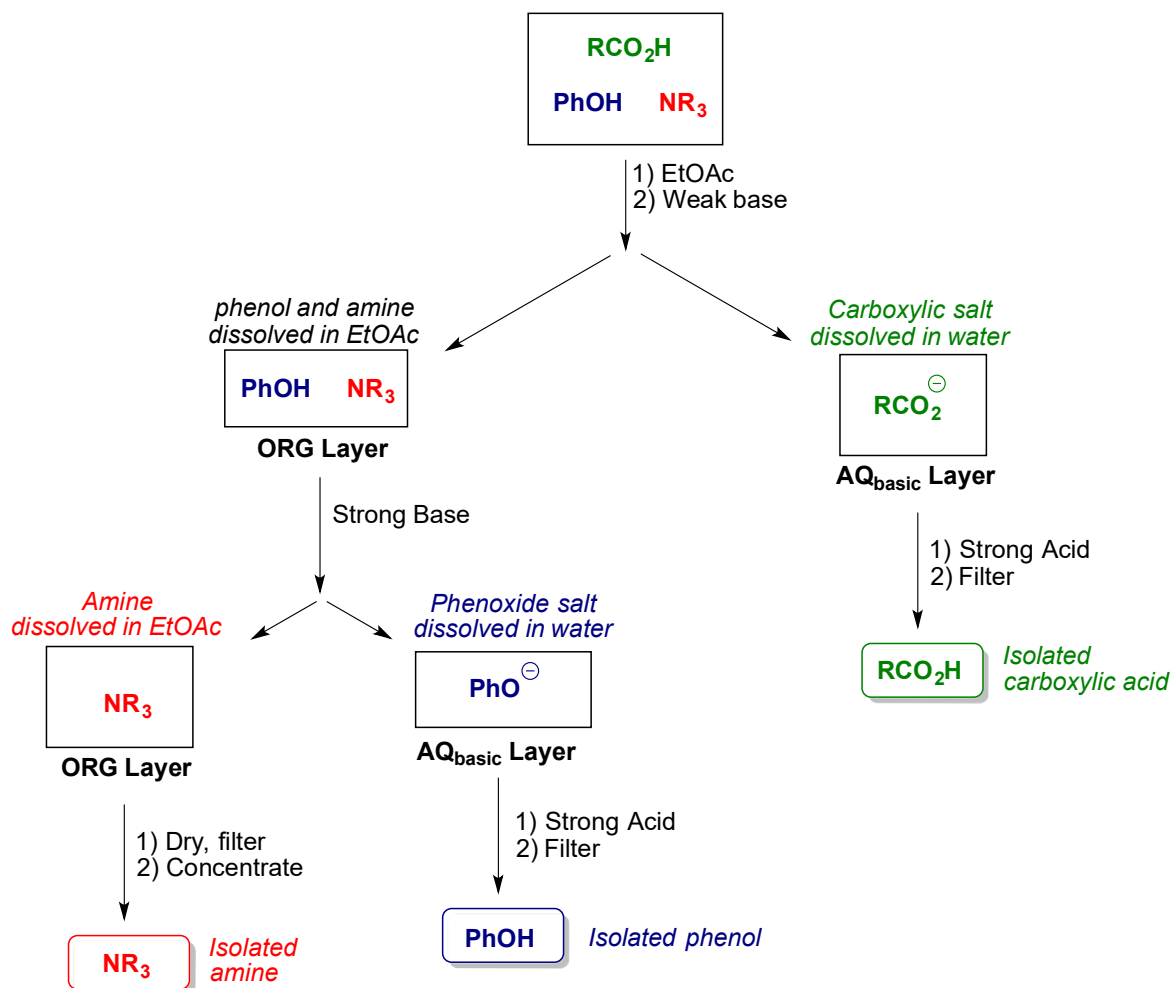 RCO₂H
PhOH NR₃
1) EtOAc
2) Weak base
phenol and amine
dissolved in EtOAc
PhOH NR₃
ORG Layer
Carboxylic salt
dissolved in water
RCO₂⊖
AQbasic Layer
Strong Base
1) Strong Acid
2) Filter
Amine
dissolved in EtOAc
NR₃
ORG Layer
Phenoxide salt
dissolved in water
PhO⊖
AQbasic Layer
RCO₂H
Isolated
carboxylic acid
1) Dry, filter
2) Concentrate
1) Strong Acid
2) Filter
NR₃
Isolated
amine
PhOH
Isolated phenol